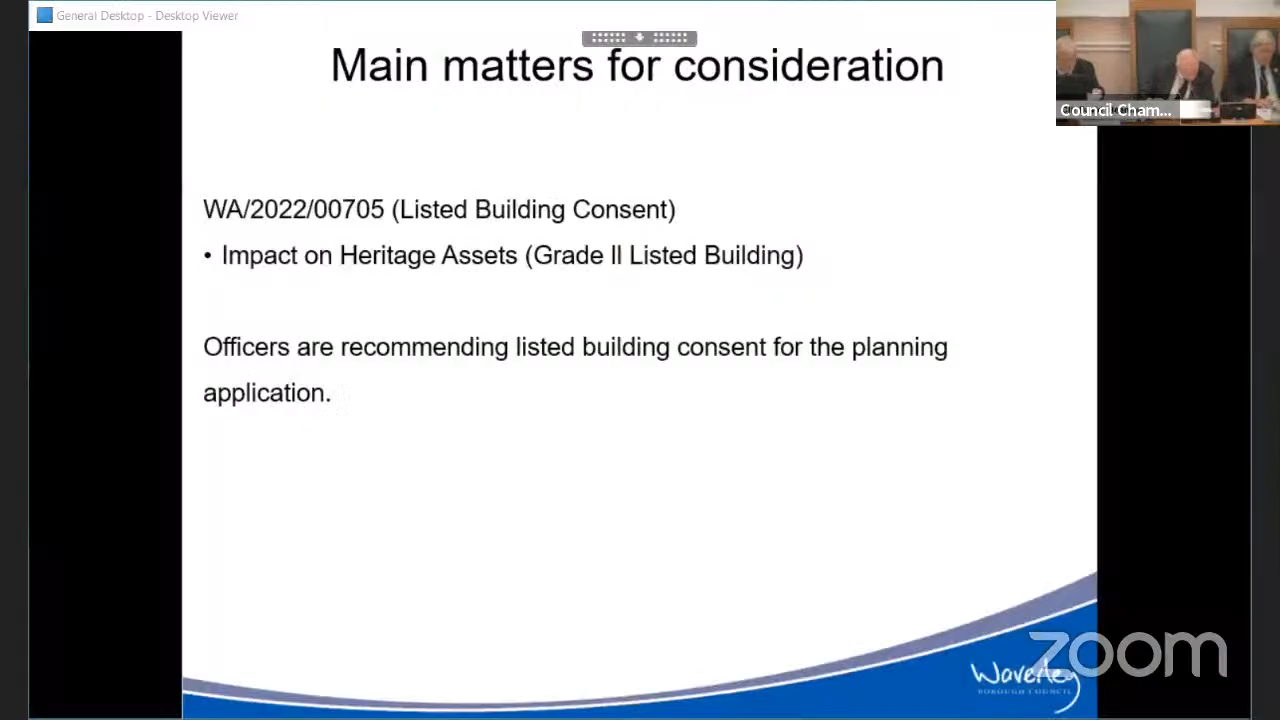 General Desktop - Desktop Viewer
Main matters for consideration
Council Cham...
WA/2022/00705 (Listed Building Consent)
• Impact on Heritage Assets (Grade II Listed Building)
Officers are recommending listed building consent for the planning
application.
zoom
Waverley
BOROUGH COUNCIL